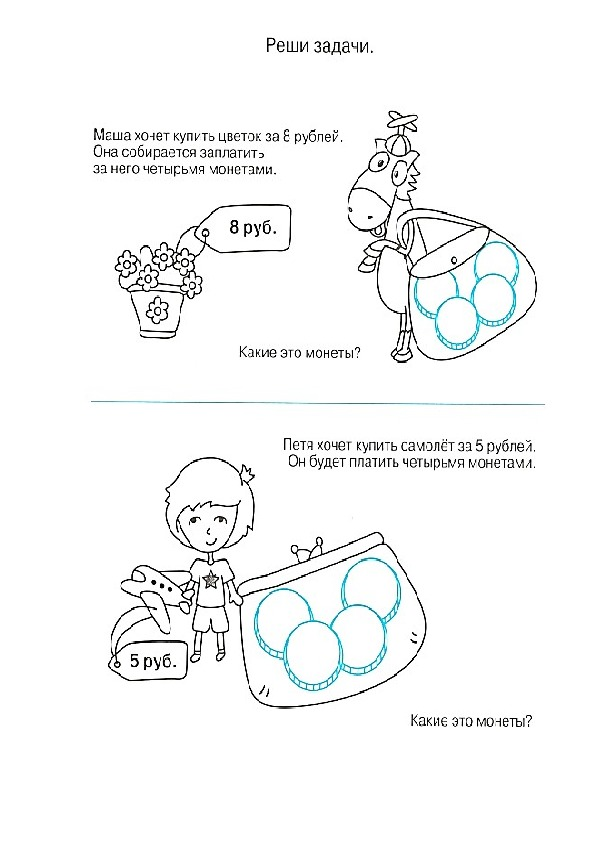 Реши задачи.
Маша хочет купить цветок за 8 рублей.
Она собирается заплатить
за него четырьмя монетами.
8 руб.
Какие это монеты?
Петя хочет купить самолёт за 5 рублей.
Он будет платить четырьмя монетами.
5 руб.
Какие это монеты?